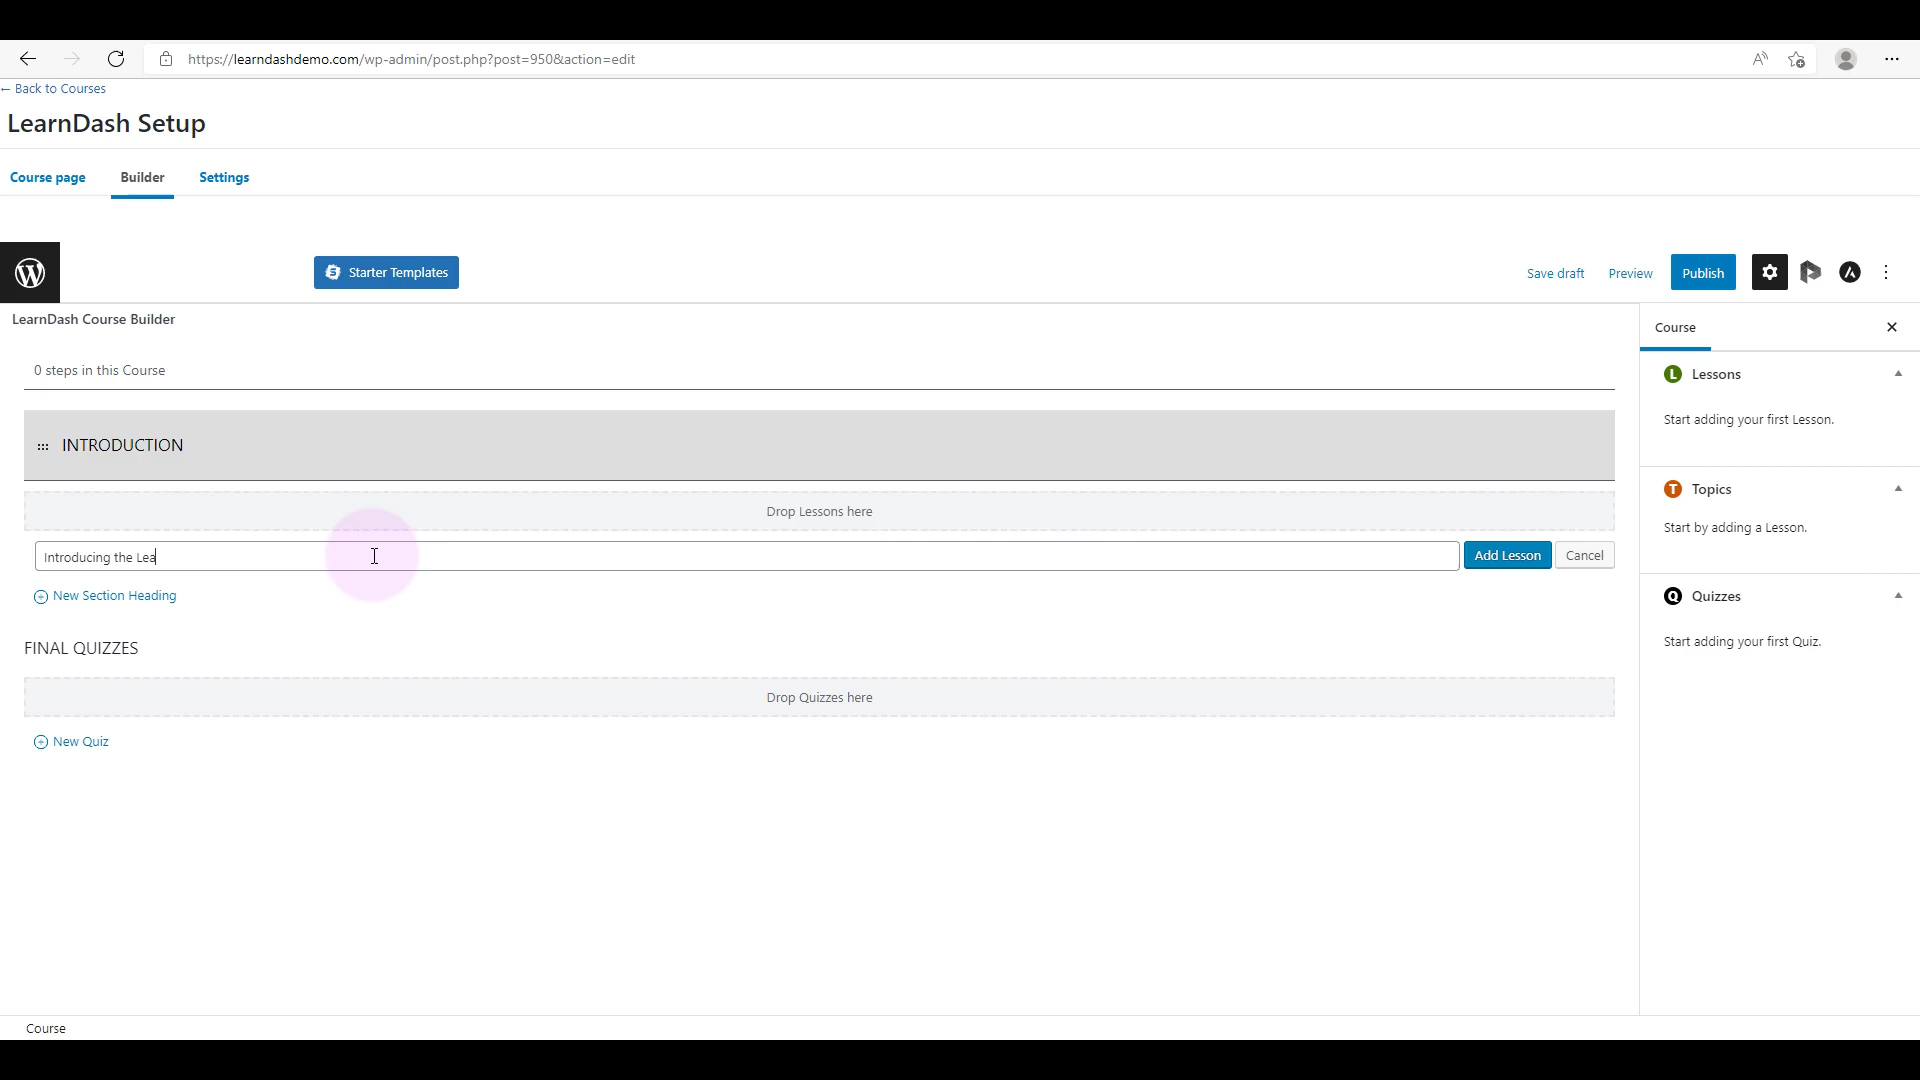 https://learndashdemo.com/wp-admin/post.php?post=950&action=edit
← Back to Courses
LearnDash Setup
Course page Builder Settings
Starter Templates
Save draft Preview Publish
LearnDash Course Builder
Course
0 steps in this Course
Lessons
Start adding your first Lesson.
INTRODUCTION
Topics
Drop Lessons here
Start by adding a Lesson.
Introducing the Lea Add Lesson Cancel
New Section Heading
Quizzes
Start adding your first Quiz.
FINAL QUIZZES
Drop Quizzes here
New Quiz
Course